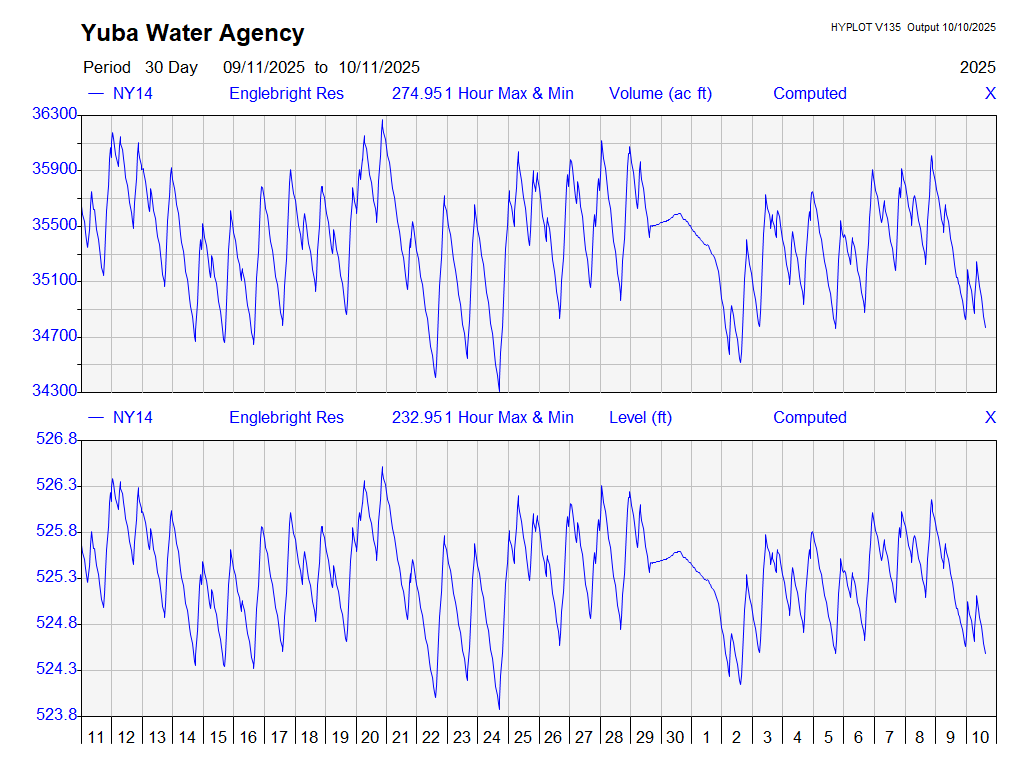 Yuba Water Agency
HYPLOT V135 Output 10/10/2025
Period 30 Day 09/11/2025 to 10/11/2025 2025
NY14 Englebright Res 274.951 Hour Max & Min Volume (ac ft) Computed X
36300
35900
35500
35100
34700
34300
NY14 Englebright Res 232.951 Hour Max & Min Level (ft) Computed X
526.8
526.3
525.8
525.3
524.8
524.3
523.8
11 12 13 14 15 16 17 18 19 20 21 22 23 24 25 26 27 28 29 30 1 2 3 4 5 6 7 8 9 10